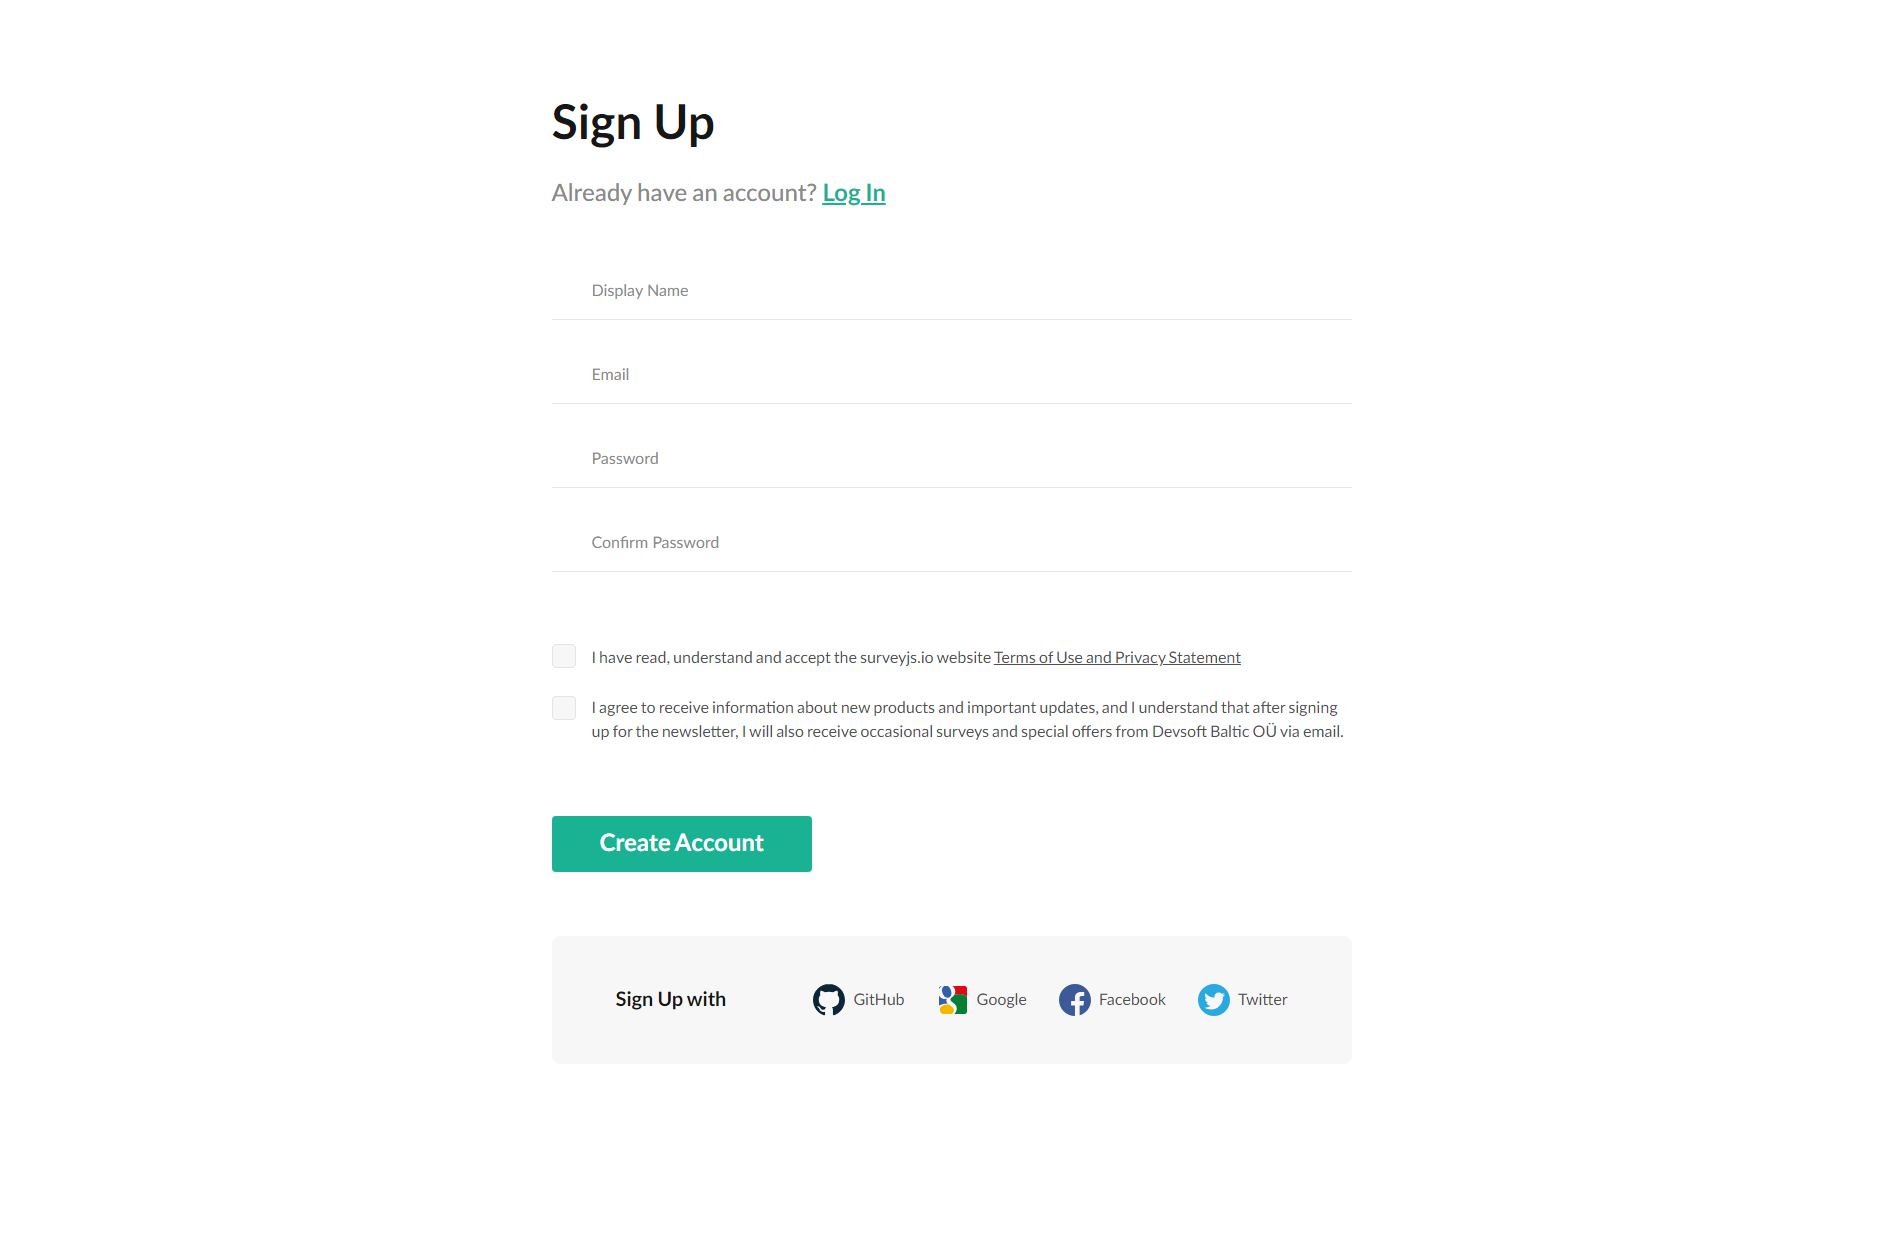 Sign Up
Already have an account? Log In
Display Name
Email
Password
Confirm Password
I have read, understand and accept the surveyjs.io website Terms of Use and Privacy Statement
I agree to receive information about new products and important updates, and I understand that after signing
up for the newsletter, I will also receive occasional surveys and special offers from Devsoft Baltic OÜ via email.
Create Account
Sign Up with GitHub Google Facebook Twitter